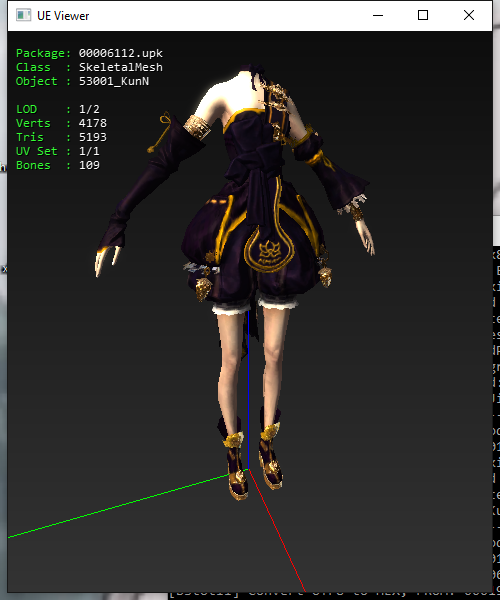 UE Viewer
Package: 00006112.upk
Class : SkeletalMesh
Object : 53001_KunN
LOD : 1/2
Verts : 4178
Tris : 5193
UV Set : 1/1
Bones : 109